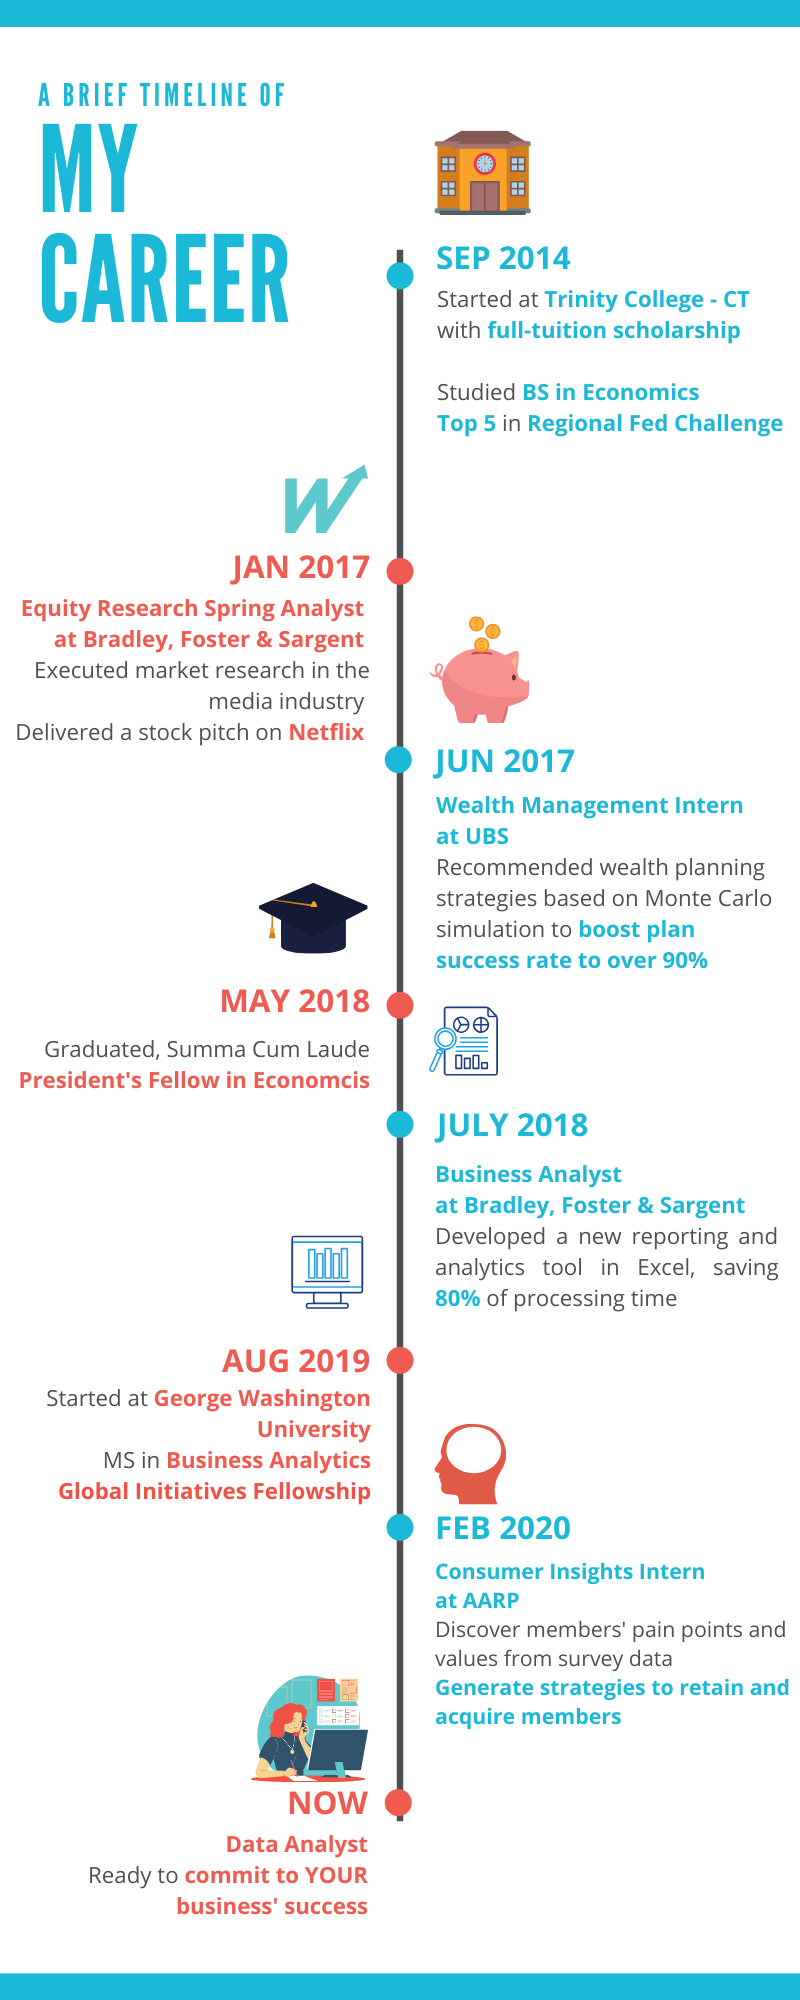 A BRIEF TIMELINE OF
MY
CAREER
SEP 2014
Started at Trinity College - CT
with full-tuition scholarship
Studied BS in Economics
Top 5 in Regional Fed Challenge
JAN 2017
Equity Research Spring Analyst
at Bradley, Foster & Sargent
Executed market research in the
media industry
Delivered a stock pitch on Netflix
JUN 2017
Wealth Management Intern
at UBS
Recommended wealth planning
strategies based on Monte Carlo
simulation to boost plan
success rate to over 90%
MAY 2018
Graduated, Summa Cum Laude
President's Fellow in Economcis
JULY 2018
Business Analyst
at Bradley, Foster & Sargent
Developed a new reporting and
analytics tool in Excel, saving
80% of processing time
AUG 2019
Started at George Washington
University
MS in Business Analytics
Global Initiatives Fellowship
FEB 2020
Consumer Insights Intern
at AARP
Discover members' pain points and
values from survey data
Generate strategies to retain and
acquire members
NOW
Data Analyst
Ready to commit to YOUR
business' success